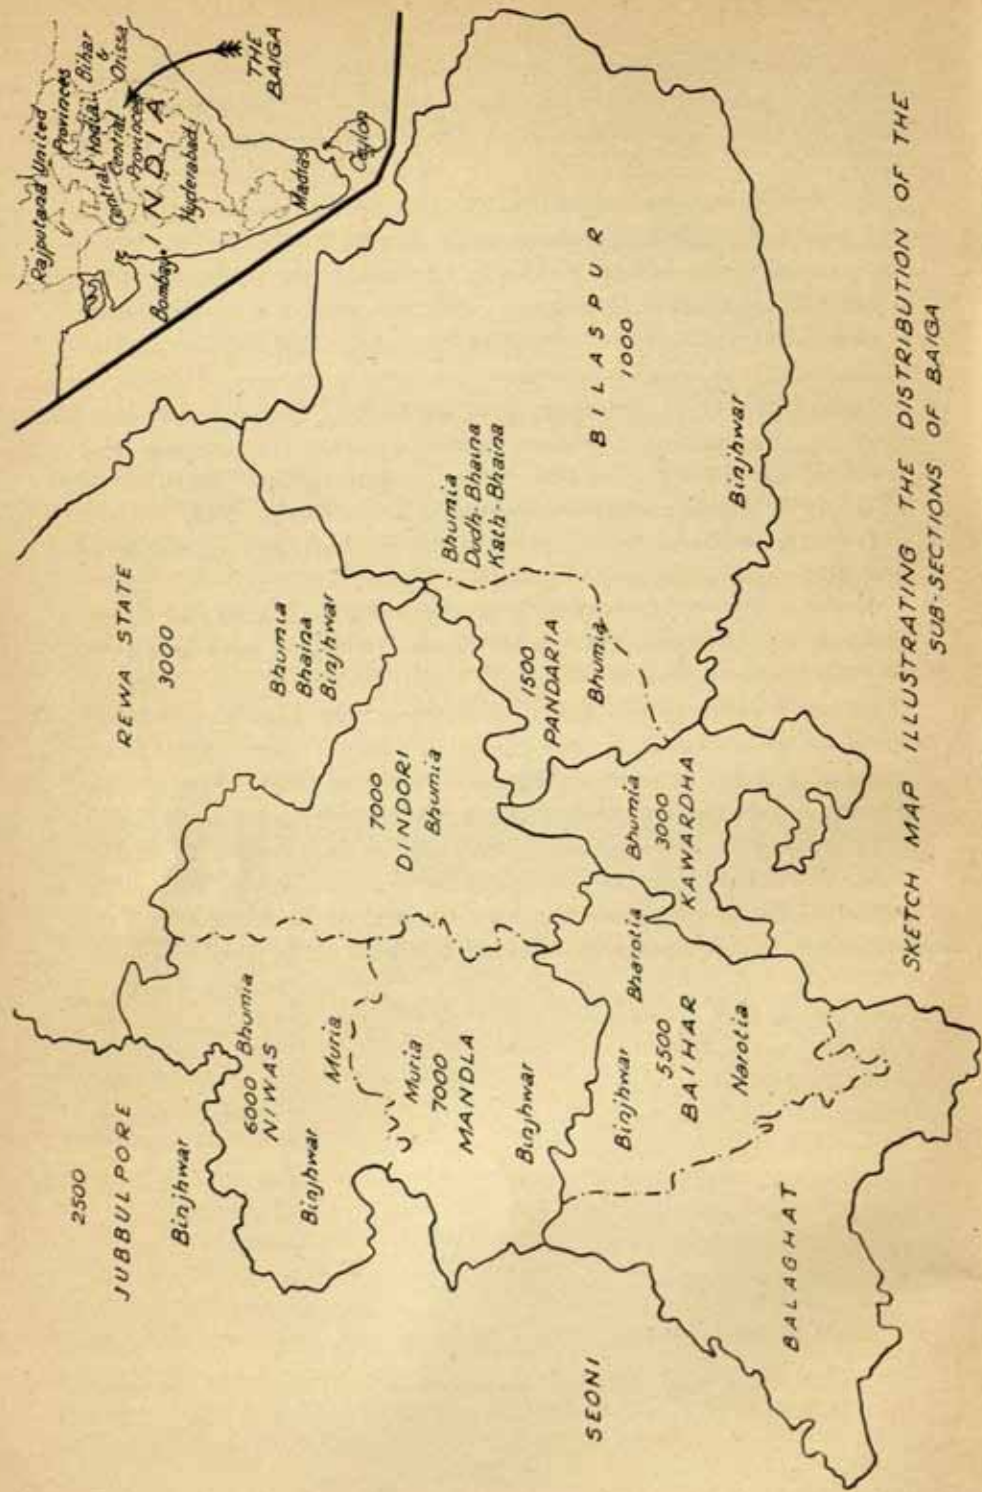 2500
JUBBULPORE
Binjhwar
6000 Bhumia
NIWAS
Binjhwar
Muria
Muria
7000
MANDLA
Binjhwar
REWA STATE
3000
Bhumia
Bhaina
Binjhwar
7000
DINDORI
Bhumia
Bhumia
Dudh-Bhaina
Kath-Bhaina
1500
PANDARIA
Bhumia
BILASPUR
1000
Binjhwar
Bhumia
3000
KAWARDHA
Binjhwar
Bharotia
5500
BAIHAR
Narotia
SEONI
BALAGHAT
Rajputana
United
Provinces
Central
India
Bihar
&
Orissa
Central
Provinces
INDIA
Bombay
Hyderabad
Madras
Ceylon
THE
BAIGA
SKETCH MAP ILLUSTRATING THE DISTRIBUTION OF THE
SUB-SECTIONS OF BAIGA